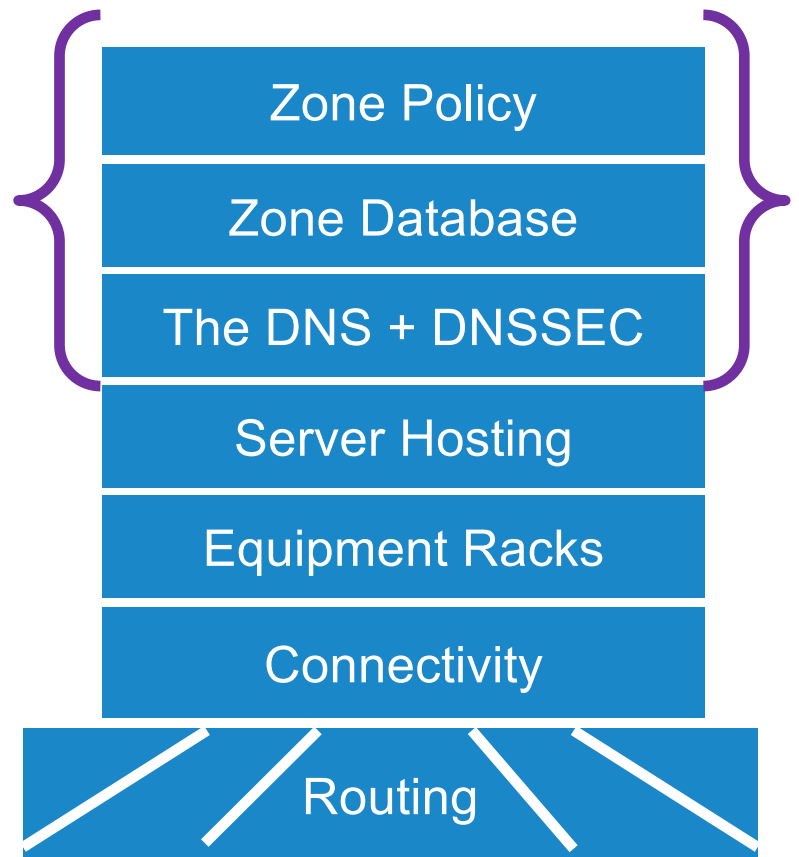 Zone Policy
Zone Database
The DNS + DNSSEC
Server Hosting
Equipment Racks
Connectivity
Routing